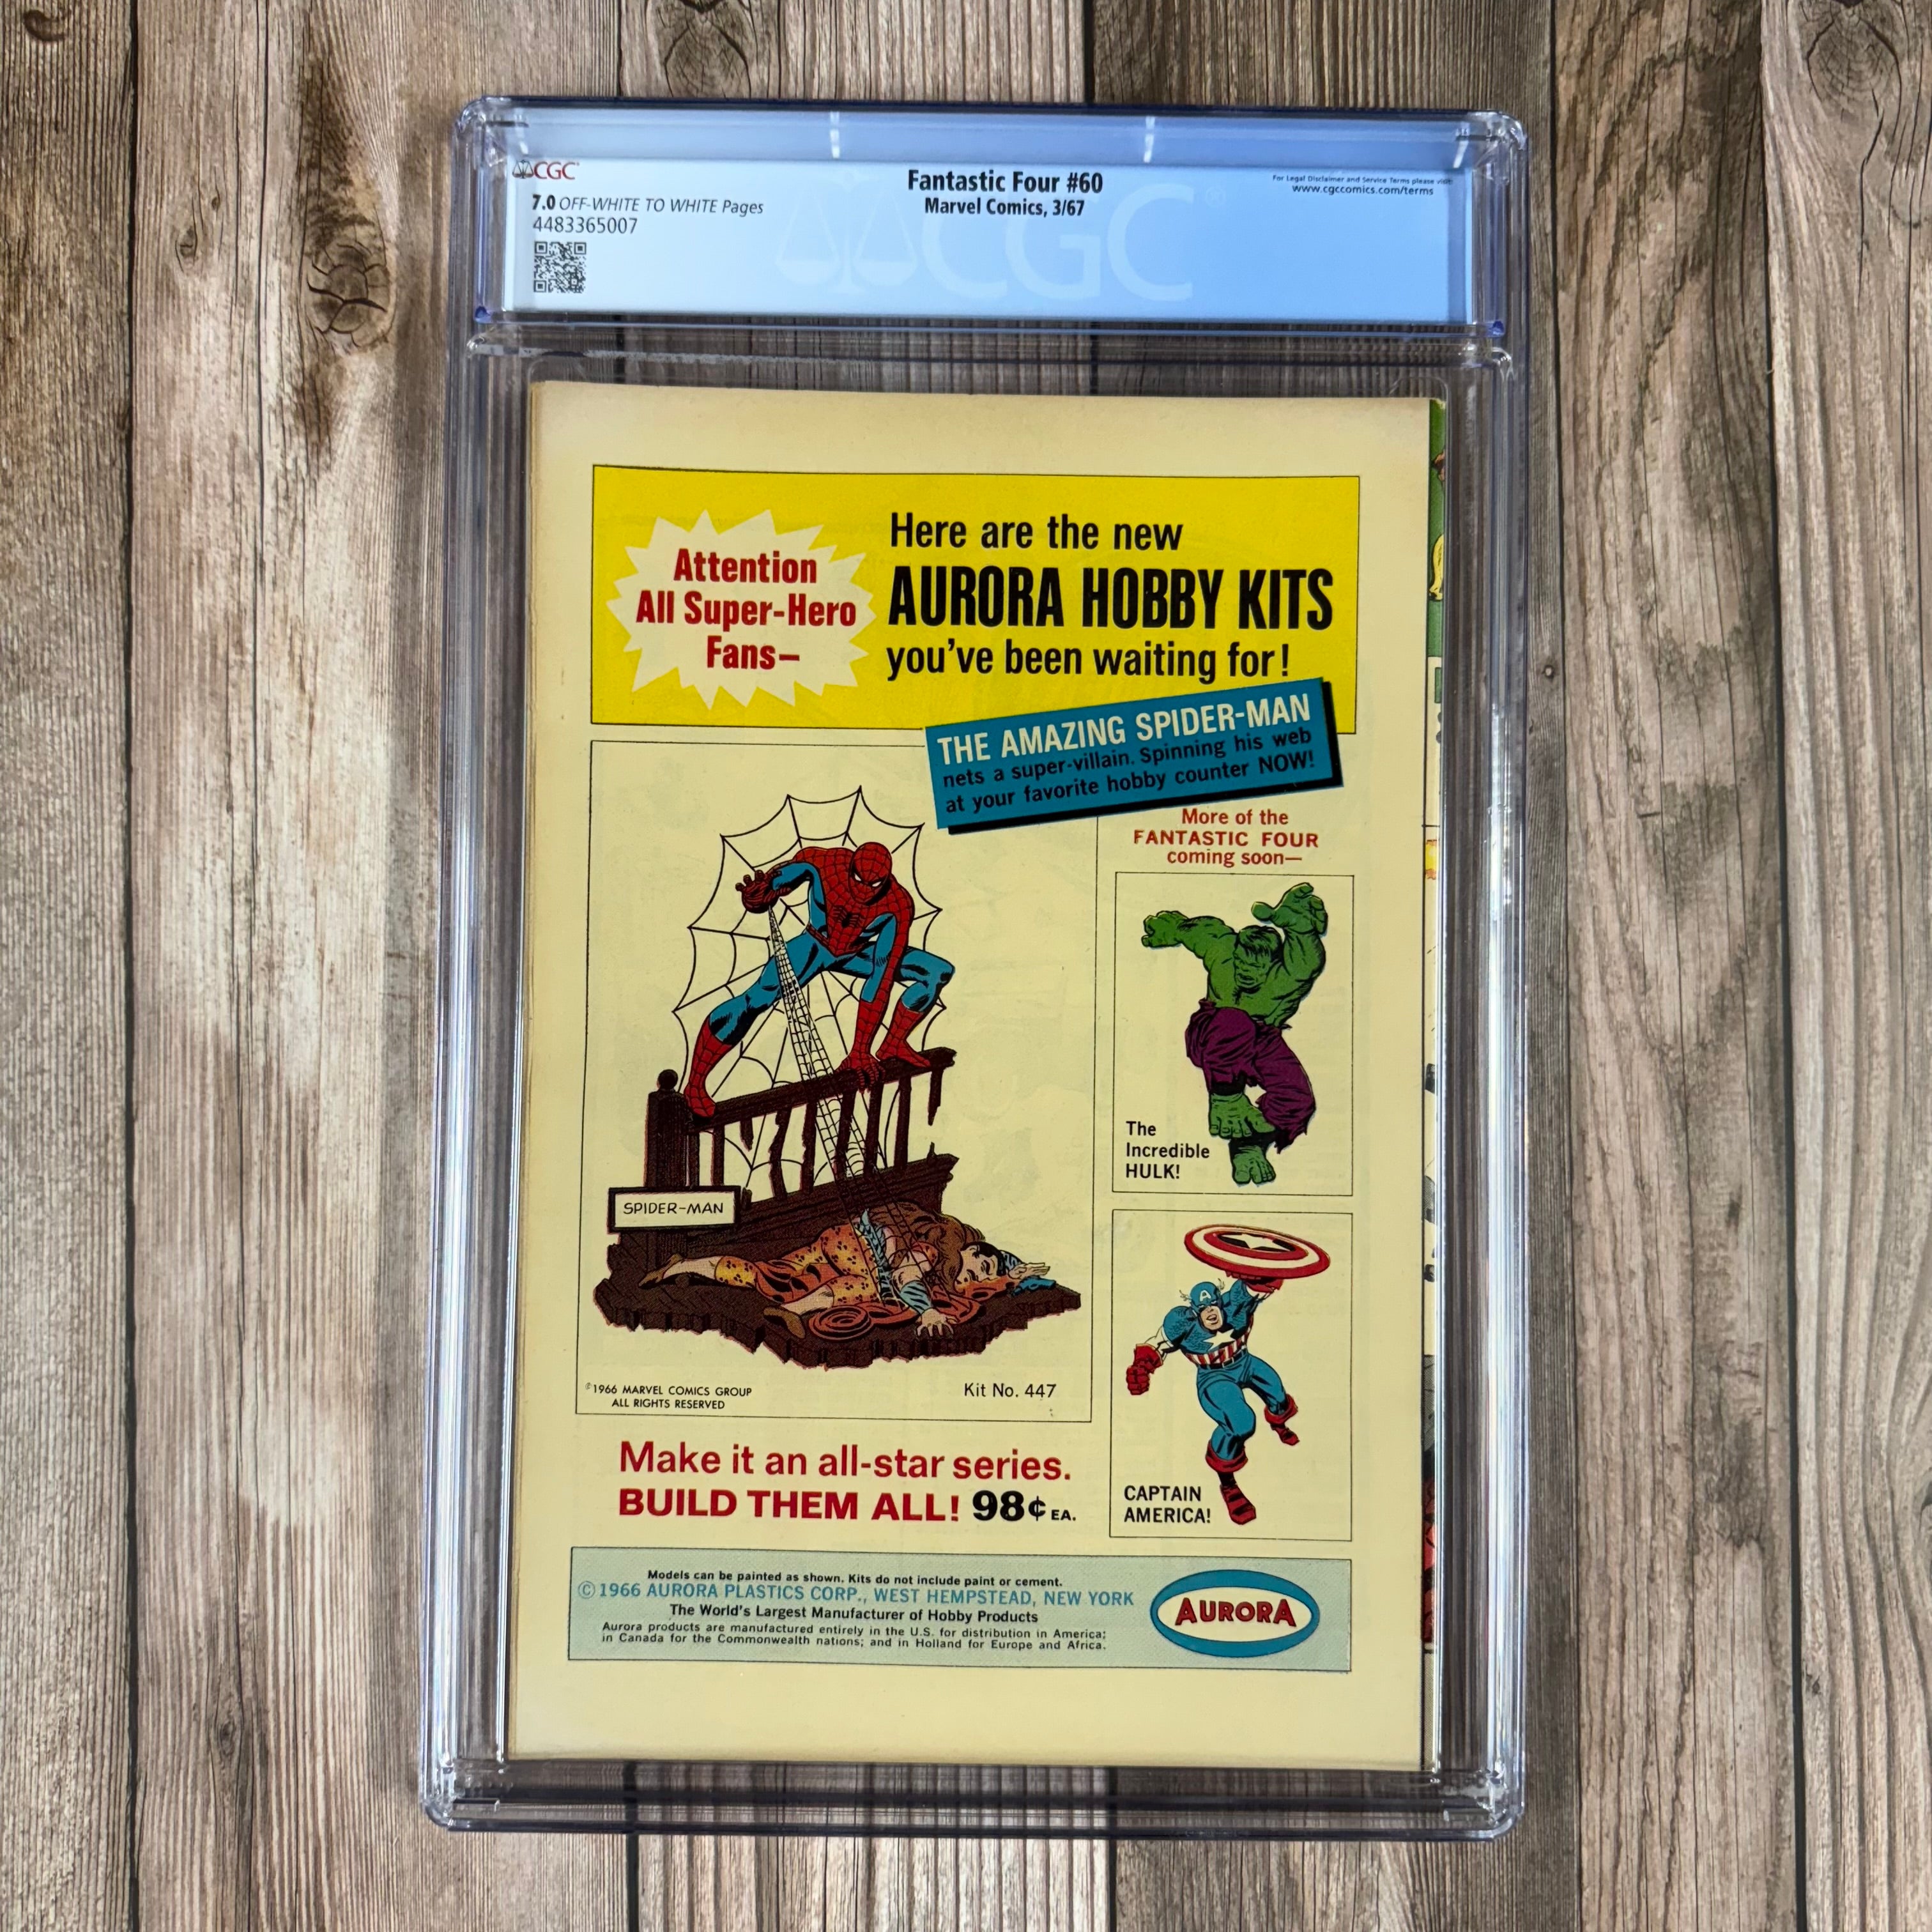 CGC
Fantastic Four #60
Marvel Comics, 3/67
For Legal Disclaimer and Service Terms please visit:
www.cgccomics.com/terms
7.0 OFF-WHITE TO WHITE Pages
4483365007
CGC
Attention
All Super-Hero
Fans—
Here are the new
AURORA HOBBY KITS
you've been waiting for!
THE AMAZING SPIDER-MAN
nets a super-villain. Spinning his web
at your favorite hobby counter NOW!
More of the
FANTASTIC FOUR
coming soon—
The
Incredible
HULK!
SPIDER-MAN
©1966 MARVEL COMICS GROUP
ALL RIGHTS RESERVED
Kit No. 447
A
CAPTAIN
AMERICA!
Make it an all-star series.
BUILD THEM ALL! 98¢ EA.
Models can be painted as shown. Kits do not include paint or cement.
©1966 AURORA PLASTICS CORP., WEST HEMPSTEAD, NEW YORK
The World's Largest Manufacturer of Hobby Products
Aurora products are manufactured entirely in the U.S. for distribution in America;
in Canada for the Commonwealth nations; and in Holland for Europe and Africa.
AURORA